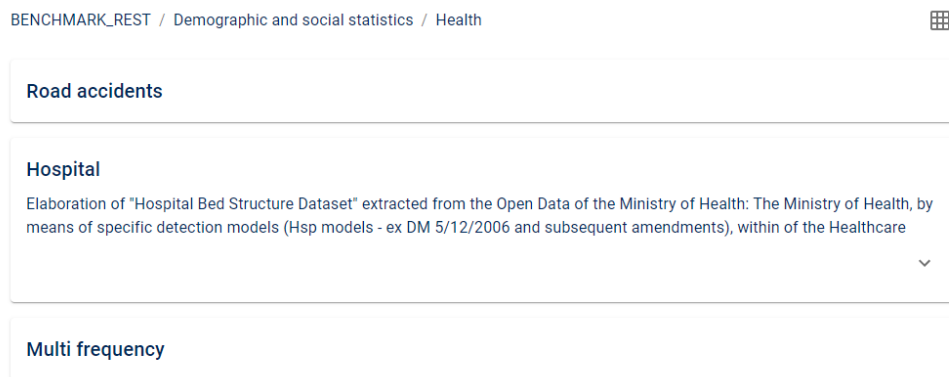 BENCHMARK_REST / Demographic and social statistics / Health
Road accidents
Hospital
Elaboration of "Hospital Bed Structure Dataset" extracted from the Open Data of the Ministry of Health: The Ministry of Health, by
means of specific detection models (Hsp models - ex DM 5/12/2006 and subsequent amendments), within of the Healthcare
Multi frequency